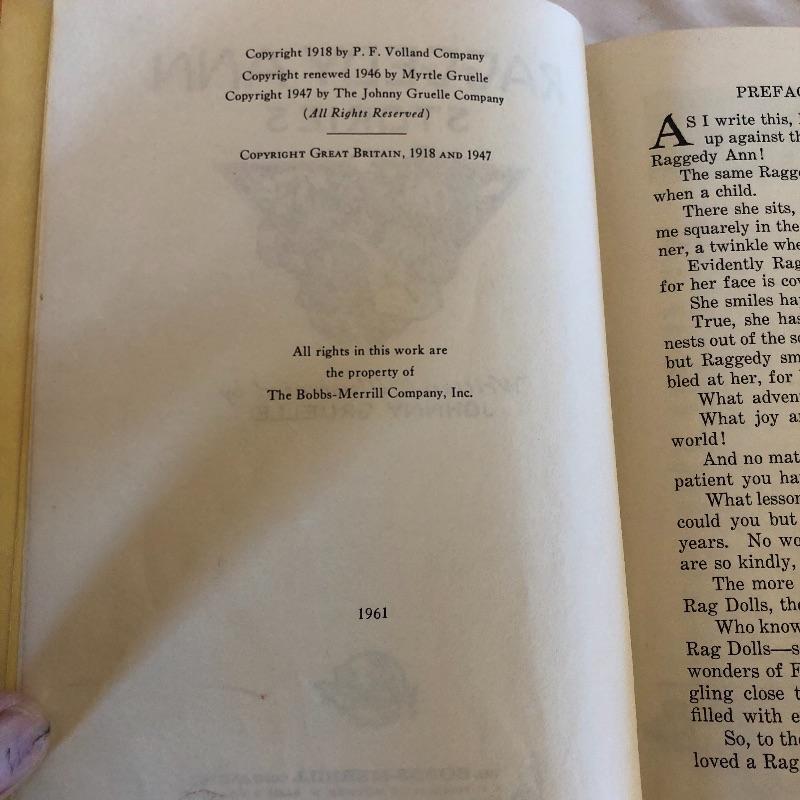 Copyright 1918 by P. F. Volland Company
Copyright renewed 1946 by Myrtle Gruelle
Copyright 1947 by The Johnny Gruelle Company
(All Rights Reserved)
Copyright Great Britain, 1918 and 1947
All rights in this work are
the property of
The Bobbs-Merrill Company, Inc.
1961
PREFAC
AS I write this, I
up against th
Raggedy Ann!
The same Ragge
when a child.
There she sits,
me squarely in the
ner, a twinkle whe
Evidently Rag
for her face is cov
She smiles ha
True, she has
nests out of the so
but Raggedy sm
bled at her, for
What adven
What joy a
world!
And no mat
patient you ha
What lesson
could you but
years. No wo
are so kindly,
The more
Rag Dolls, the
Who know
Rag Dolls—s
wonders of F
gling close t
filled with e
So, to the
loved a Rag